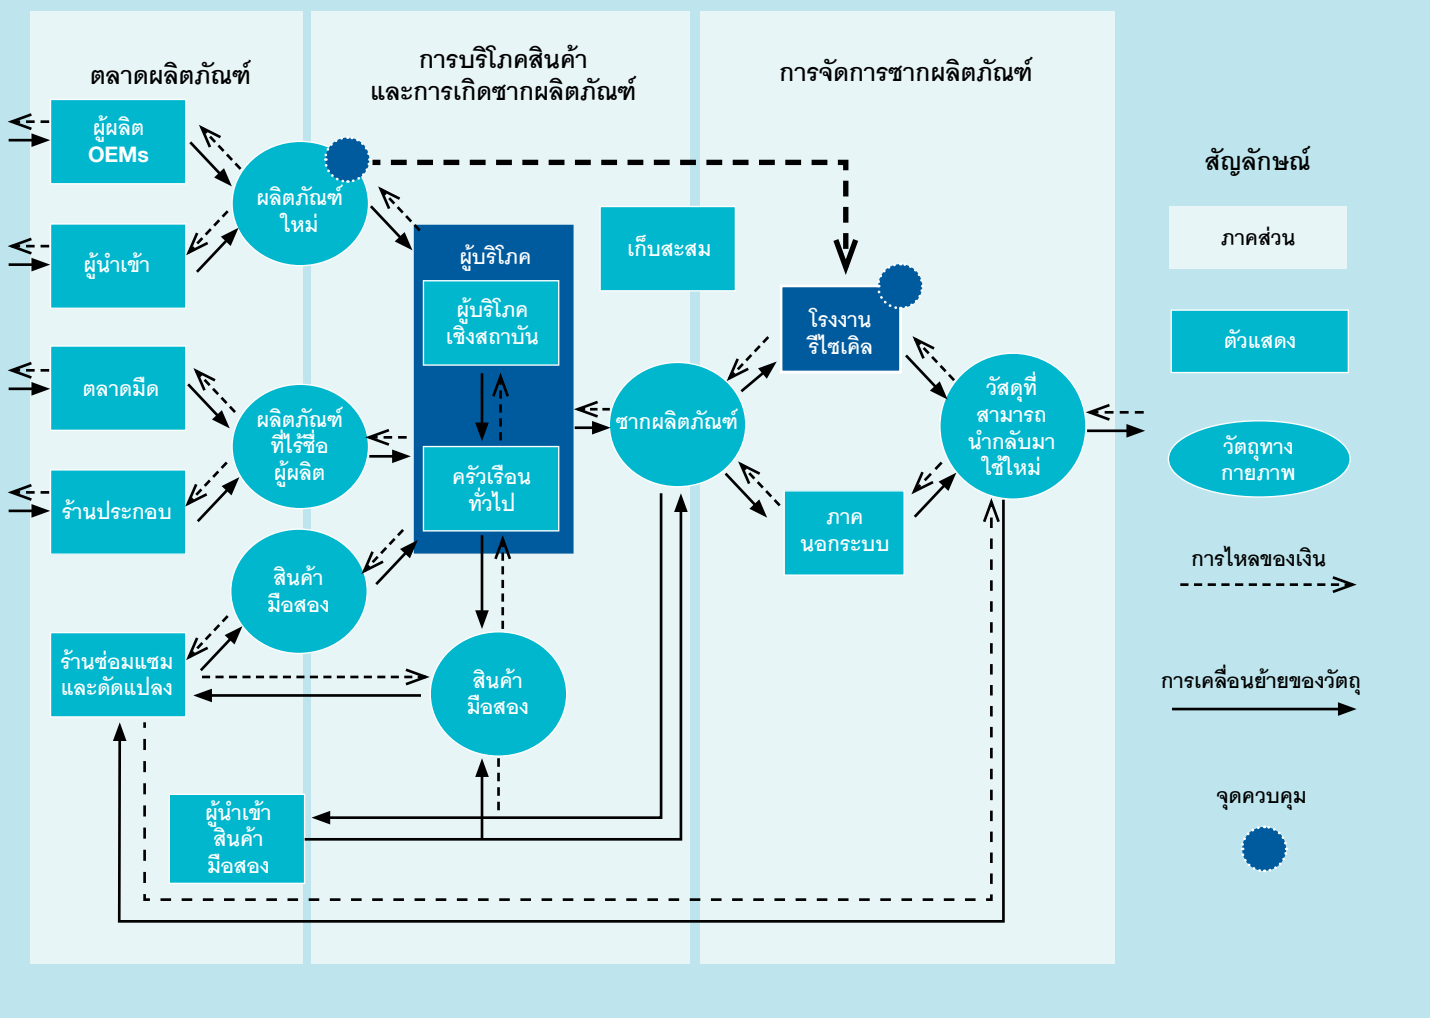 ตลาดผลิตภัณฑ์
การบริโภคสินค้า
และการเกิดซากผลิตภัณฑ์
การจัดการซากผลิตภัณฑ์
ผู้ผลิต
OEMs
ผู้นำเข้า
ตลาดมืด
ร้านประกอบ
ร้านซ่อมแซม
และดัดแปลง
ผู้นำเข้า
สินค้า
มือสอง
ผลิตภัณฑ์
ใหม่
ผลิตภัณฑ์
ที่ไร้ชื่อ
ผู้ผลิต
สินค้า
มือสอง
ผู้บริโภค
ผู้บริโภค
เชิงสถาบัน
ครัวเรือน
ทั่วไป
สินค้า
มือสอง
เก็บสะสม
ซากผลิตภัณฑ์
โรงงาน
รีไซเคิล
ภาค
นอกระบบ
วัสดุที่
สามารถ
นำกลับมา
ใช้ใหม่
สัญลักษณ์
ภาคส่วน
ตัวแสดง
วัตถุทาง
กายภาพ
การไหลของเงิน
การเคลื่อนย้ายของวัตถุ
จุดควบคุม